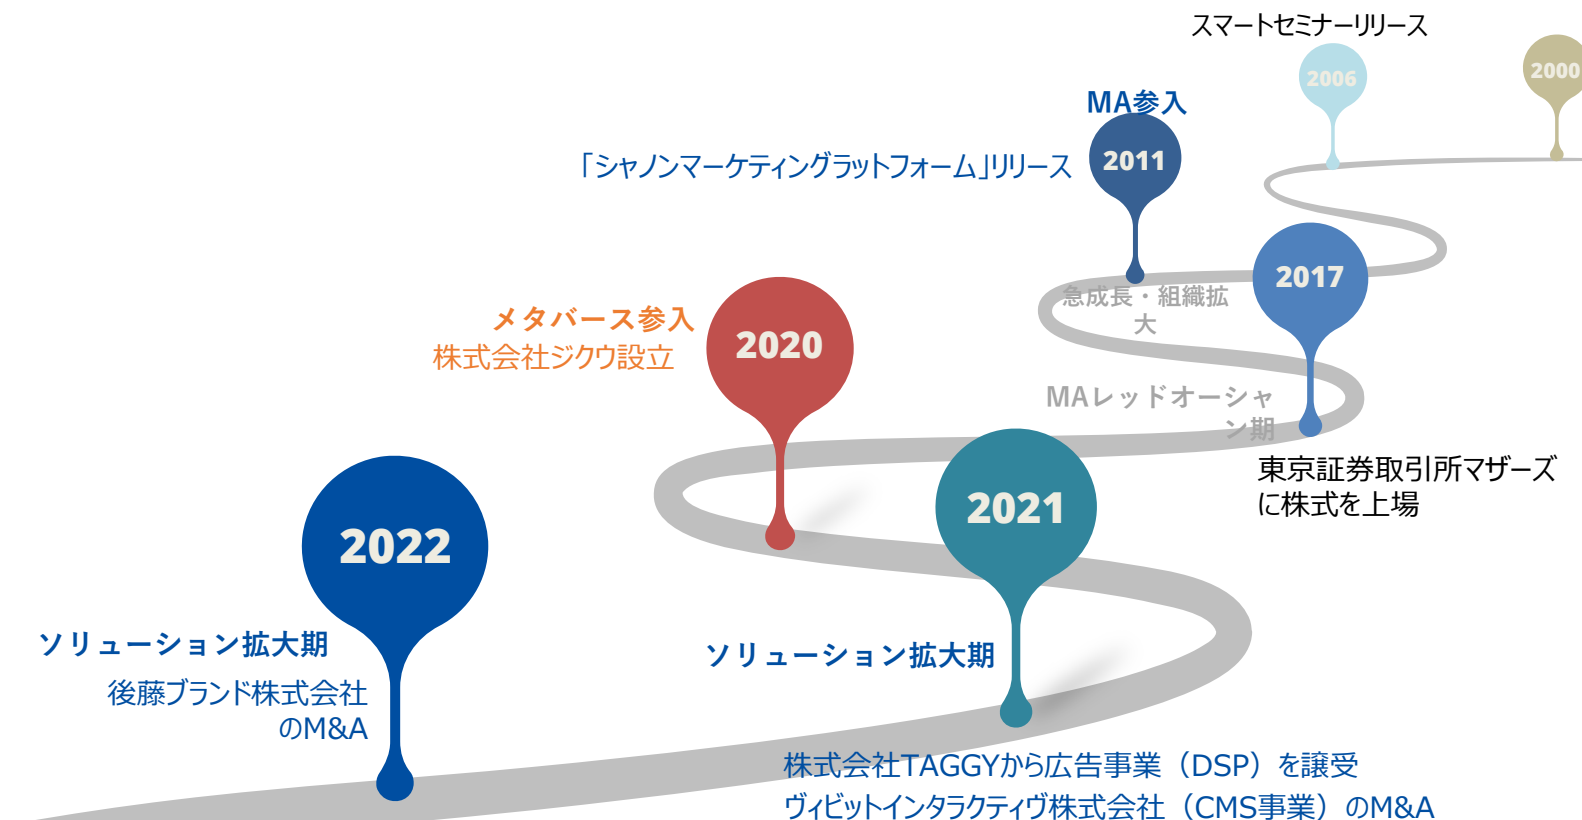 スマートセミナーリリース
2006
2000
MA参入
2011
「シャノンマーケティングラットフォーム」リリース
2017
急成長・組織拡
大
メタバース参入
株式会社ジクウ設立
2020
MAレッドオーシャ
ン期
東京証券取引所マザーズ
に株式を上場
2021
2022
ソリューション拡大期
後藤ブランド株式会社
のM&A
ソリューション拡大期
株式会社TAGGYから広告事業（DSP）を譲受
ヴィビットインタラクティヴ株式会社（CMS事業）のM&A